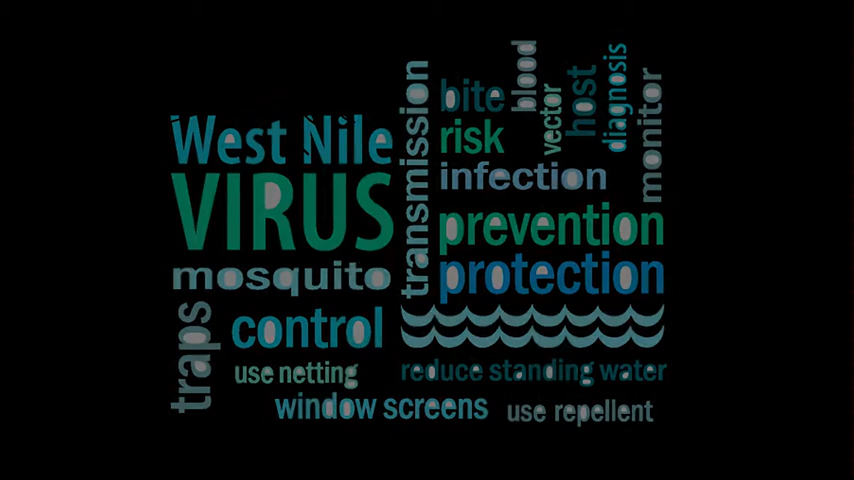 West Nile
VIRUS
mosquito
traps
control
use netting
window screens
transmission
bite
blood
vector
host
diagnosis
monitor
risk
infection
prevention
protection
reduce standing water
use repellent